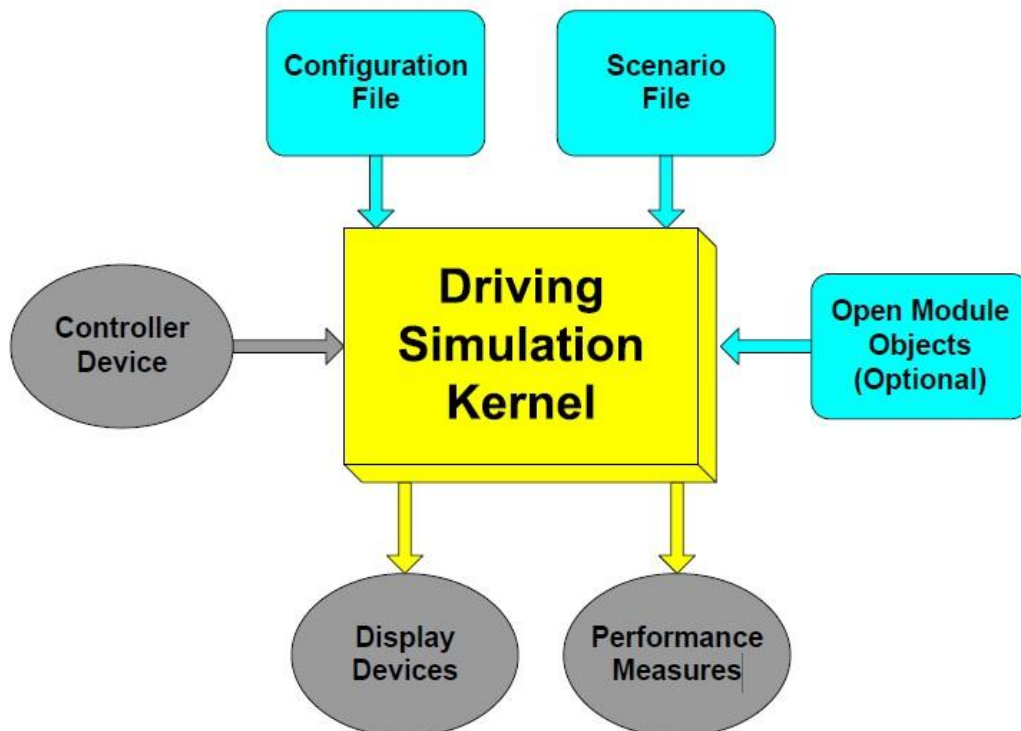 Configuration
File
Scenario
File
Controller
Device
Driving
Simulation
Kernel
Open Module
Objects
(Optional)
Display
Devices
Performance
Measures